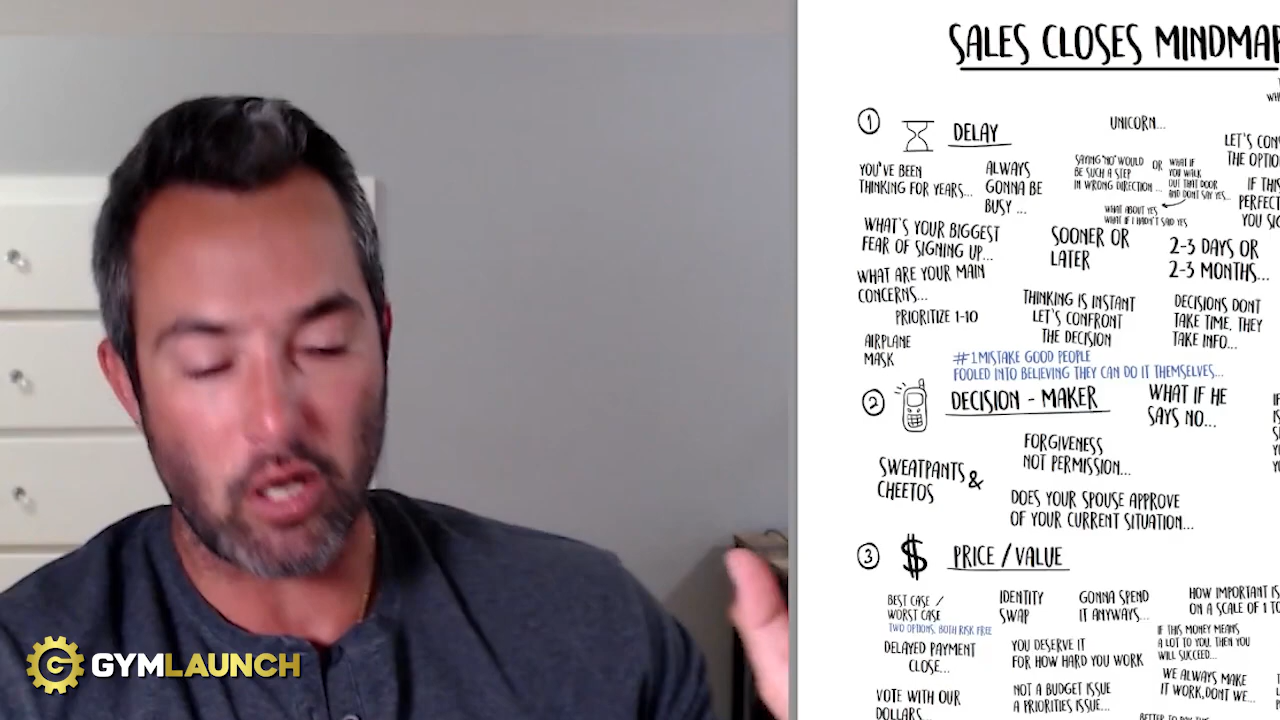 SALES CLOSES MINDMAP
1
DELAY
UNICORN...
LET'S CON
THE OPTIO
YOU'VE BEEN
THINKING FOR YEARS...
ALWAYS
GONNA BE
BUSY ...
SAYING "NO" WOULD
BE SUCH A STEP
IN WRONG DIRECTION ...
OR
WHAT IF
YOU WALK
OUT THAT DOOR
AND DONT SAY YES...
WHAT ABOUT YES
WHAT IF I HADN'T SAID YES
IF THIS
PERFECT
YOU SIG
WHAT'S YOUR BIGGEST
FEAR OF SIGNING UP...
SOONER OR
LATER
2-3 DAYS OR
2-3 MONTHS...
WHAT ARE YOUR MAIN
CONCERNS...
PRIORITIZE 1-10
THINKING IS INSTANT
LET'S CONFRONT
THE DECISION
DECISIONS DONT
TAKE TIME, THEY
TAKE INFO...
AIRPLANE
MASK
#1 MISTAKE GOOD PEOPLE
FOOLED INTO BELIEVING THEY CAN DO IT THEMSELVES...
2
DECISION - MAKER
WHAT IF HE
SAYS NO...
FORGIVENESS
NOT PERMISSION...
SWEATPANTS &
CHEETOS
DOES YOUR SPOUSE APPROVE
OF YOUR CURRENT SITUATION...
3
$
PRICE / VALUE
BEST CASE /
WORST CASE
TWO OPTIONS, BOTH RISK FREE
IDENTITY
SWAP
GONNA SPEND
IT ANYWAYS...
HOW IMPORTANT IS
ON A SCALE OF 1 TO
DELAYED PAYMENT
CLOSE...
YOU DESERVE IT
FOR HOW HARD YOU WORK
IF THIS MONEY MEANS
A LOT TO YOU, THEN YOU
WILL SUCCEED...
WE ALWAYS MAKE
IT WORK, DONT WE...
VOTE WITH OUR
DOLLARS...
NOT A BUDGET ISSUE
A PRIORITIES ISSUE...
BETTER TO PAY THE
G GYMLAUNCH